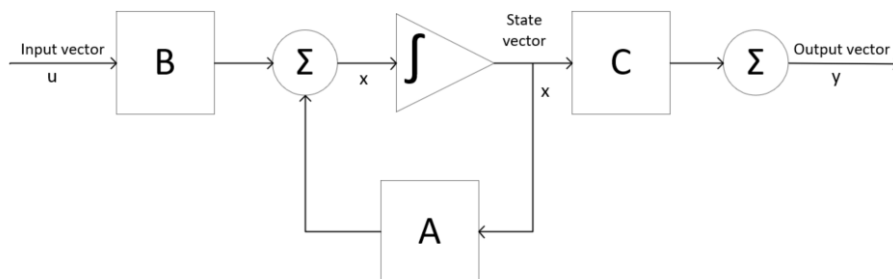 Input vector
u
B
Σ
x
∫
State
vector
x
C
Σ
Output vector
y
A